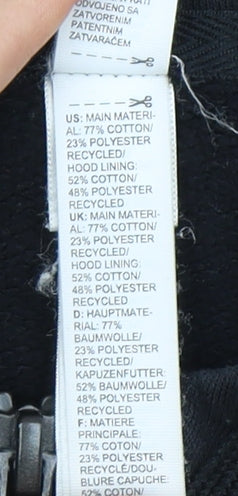 ODVOJENO SA
ZATVORENIM
PATENTNIM
ZATVARAČEM
US: MAIN MATERI-
AL: 77% COTTON/
23% POLYESTER
RECYCLED/
HOOD LINING:
52% COTTON/
48% POLYESTER
RECYCLED
UK: MAIN MATERI-
AL: 77% COTTON/
23% POLYESTER
RECYCLED/
HOOD LINING:
52% COTTON/
48% POLYESTER
RECYCLED
D: HAUPTMATE-
RIAL: 77%
BAUMWOLLE/
23% POLYESTER
RECYCLED/
KAPUZENFUTTER:
52% BAUMWOLLE/
48% POLYESTER
RECYCLED
F: MATIERE
PRINCIPALE:
77% COTON/
23% POLYESTER
RECYCLÉ/DOU-
BLURE CAPUCHE:
52% COTON/